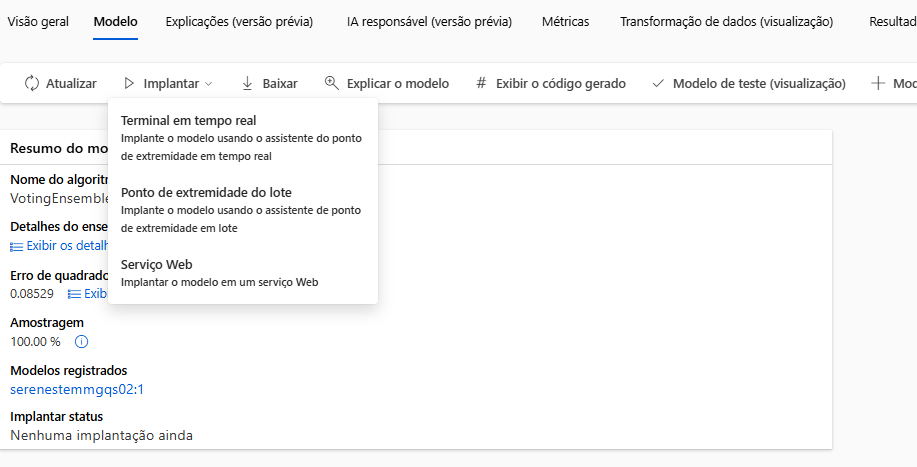 Visão geral Modelo Explicações (versão prévia) IA responsável (versão prévia) Métricas Transformação de dados (visualização) Resultad
Atualizar Implantar Baixar Explicar o modelo # Exibir o código gerado Modelo de teste (visualização) Mod
Terminal em tempo real
Implante o modelo usando o assistente do ponto
de extremidade em tempo real
Ponto de extremidade do lote
Implante o modelo usando o assistente de ponto
de extremidade em lote
Serviço Web
Implantar o modelo em um serviço Web
Resumo do mo
Nome do algoritm
VotingEnsemble
Detalhes do ense
Exibir os detalh
Erro de quadrado
0.08529 Exib
Amostragem
100.00 %
Modelos registrados
serenestemmgqs02:1
Implantar status
Nenhuma implantação ainda